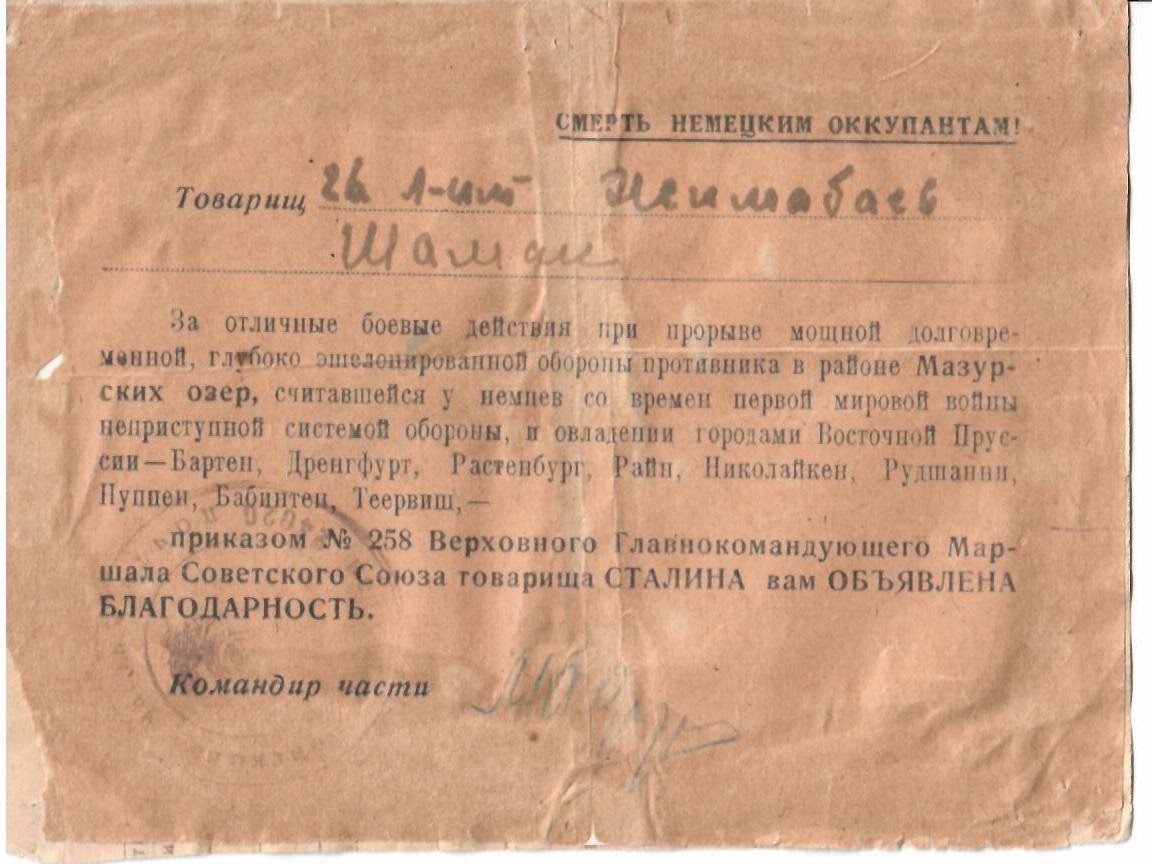 СМЕРТЬ НЕМЕЦКИМ ОККУПАНТАМ!
Товарищ гв л-нт
Шаман
За отличные боевые действия при прорыве мощной долговре-
менной, глубоко эшелонированной обороны противника в районе Мазур-
ских озер, считавшейся у немцев со времен первой мировой войны
неприступной системой обороны, и овладении городами Восточной Прус-
сии—Бартен, Дренгфурт, Растенбург, Райн, Николайкен, Рудшанни,
Пуппен, Бабинтен, Теервиш,—
приказом № 258 Верховного Главнокомандующего Мар-
шала Советского Союза товарища СТАЛИНА вам ОБЪЯВЛЕНА
БЛАГОДАРНОСТЬ.
Командир части